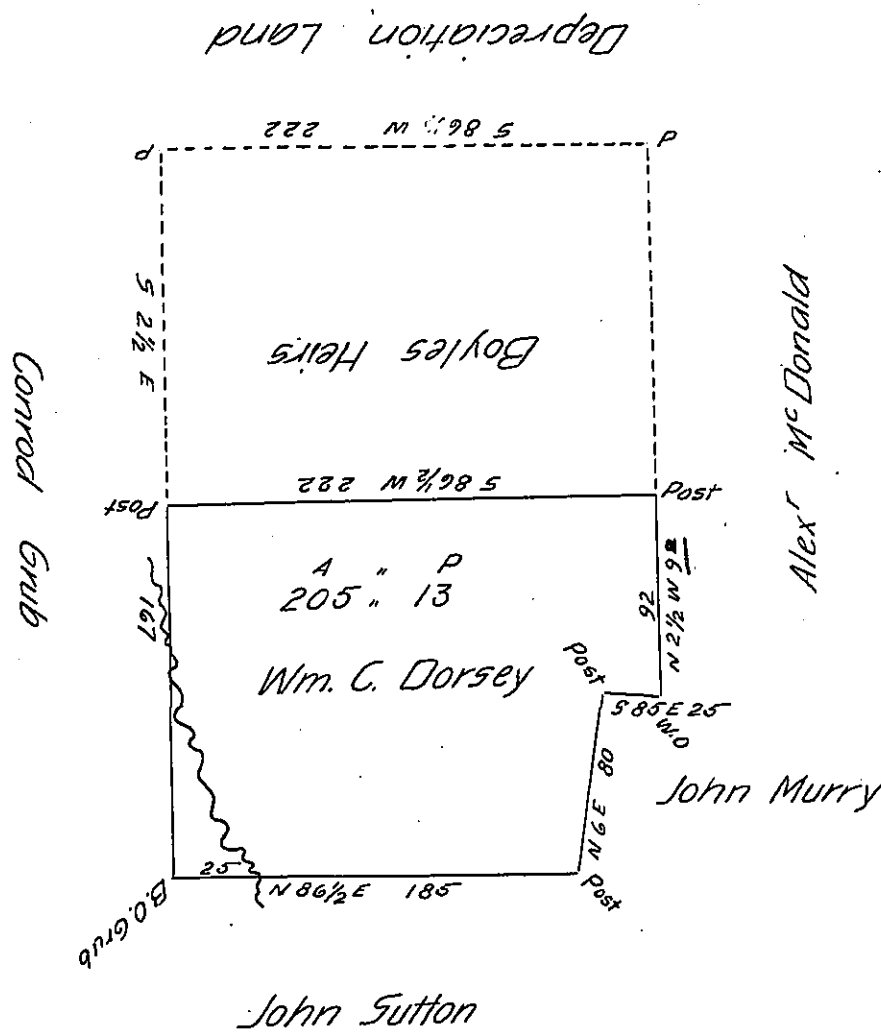 Depreciation Land
S 86½ W 222
P
P
S 2½ E
Boyles Heirs
Conrad Grub
Alexr McDonald
S 86½ W 222
Post
Post
A " P
205 " 13
Wm. C. Dorsey
167
92
N 2½ W 92
Post
S 85 E 25
W.O
N 6 E 80
John Murry
25
N 86½ E 185
Post
B.O. Grub
John Sutton